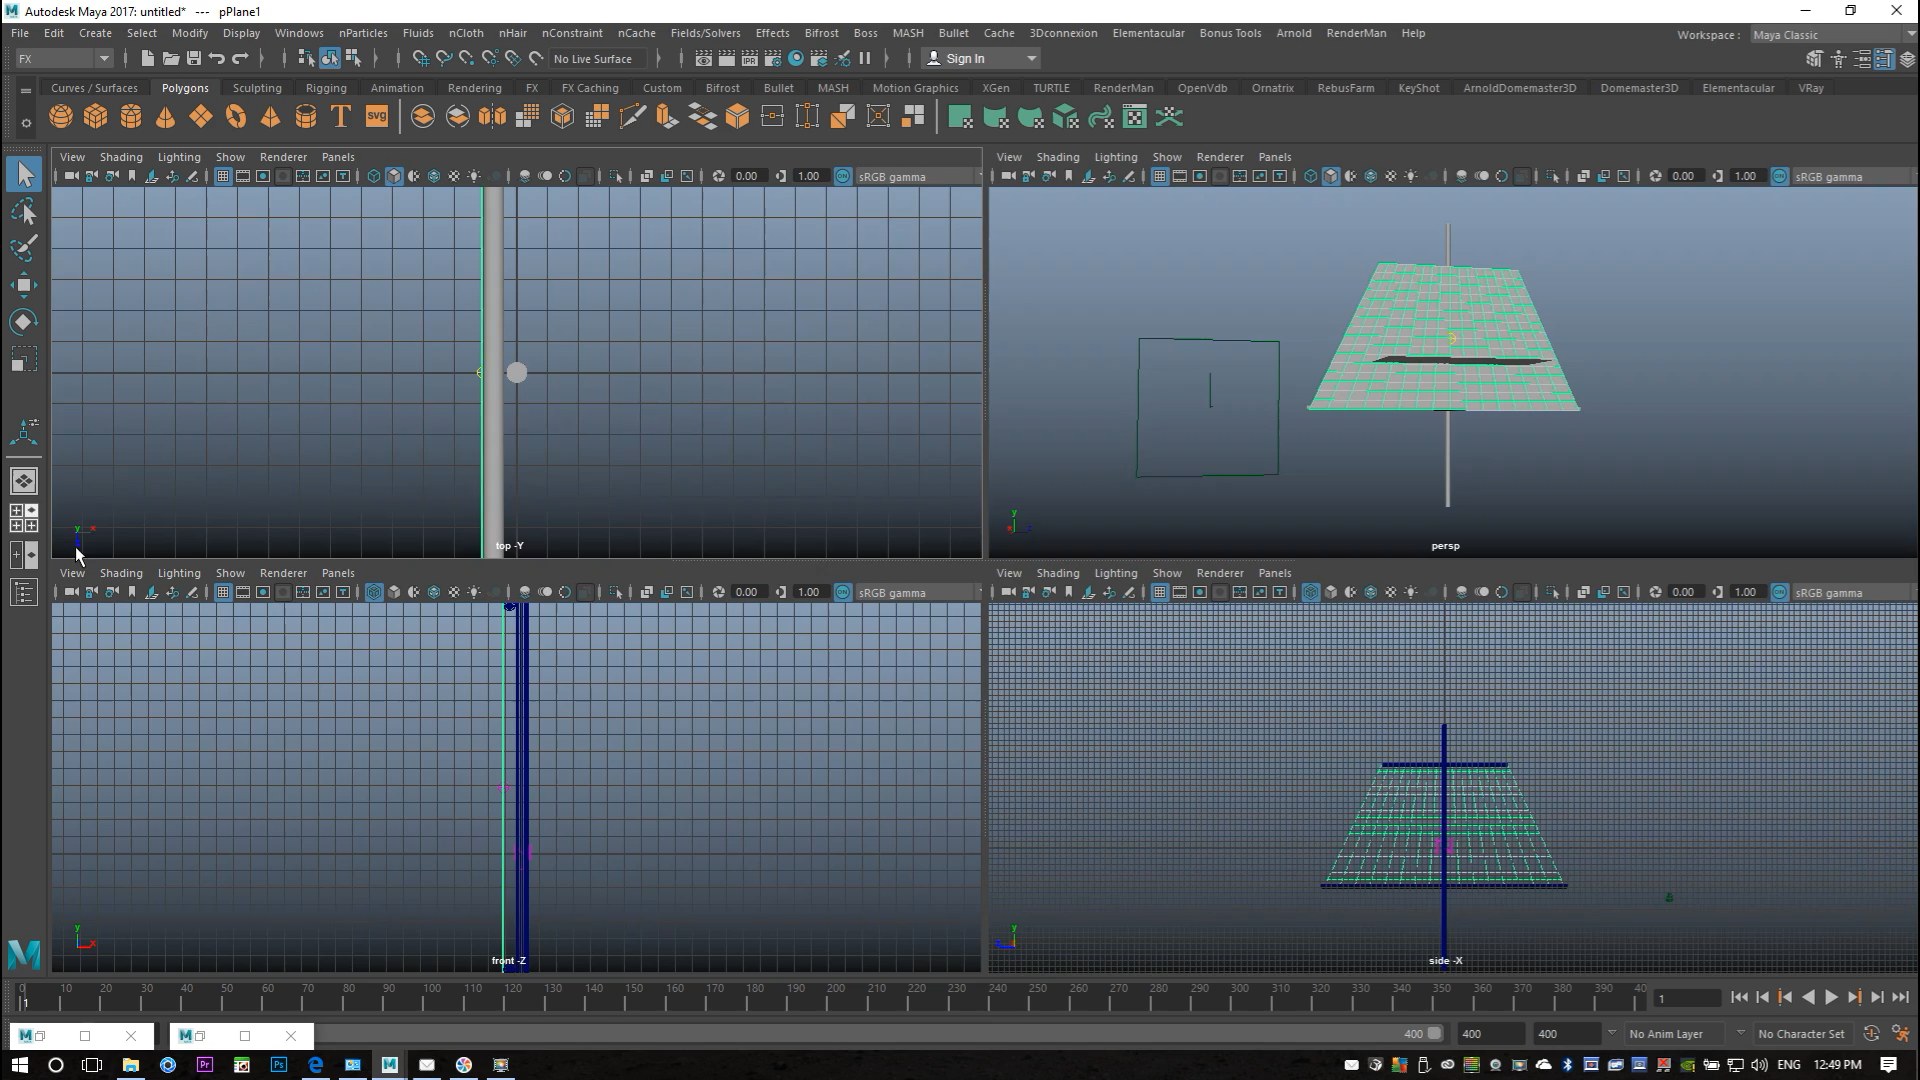 Autodesk Maya 2017: untitled*   ---   pPlane1
File Edit Create Select Modify Display Windows nParticles Fluids nCloth nHair nConstraint nCache Fields/Solvers Effects Bifrost Boss MASH Bullet Cache 3Dconnexion Elementacular Bonus Tools Arnold RenderMan Help Workspace : Maya Classic
FX No Live Surface Sign In
Curves / Surfaces Polygons Sculpting Rigging Animation Rendering FX FX Caching Custom Bifrost Bullet MASH Motion Graphics XGen TURTLE RenderMan OpenVdb Ornatrix RebusFarm KeyShot ArnoldDomemaster3D Domemaster3D Elementacular VRay
T svg
View Shading Lighting Show Renderer Panels
0.00 1.00 sRGB gamma
y x
top -Y
View Shading Lighting Show Renderer Panels
0.00 1.00 sRGB gamma
y
persp
View Shading Lighting Show Renderer Panels
0.00 1.00 sRGB gamma
y x
front -Z
View Shading Lighting Show Renderer Panels
0.00 1.00 sRGB gamma
y
side -X
0 10 20 30 40 50 60 70 80 90 100 110 120 130 140 150 160 170 180 190 200 210 220 230 240 250 260 270 280 290 300 310 320 330 340 350 360 370 380 390 40
1 1
400 400 400 No Anim Layer No Character Set
ENG 12:49 PM